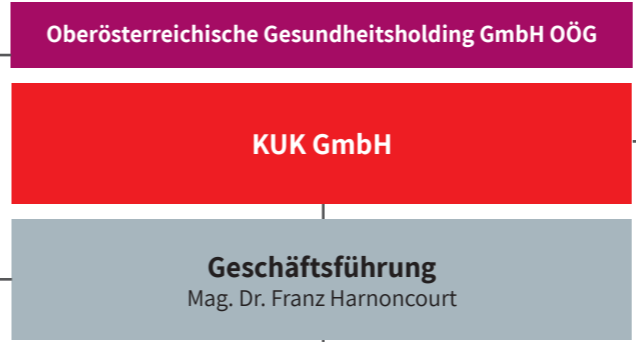 Oberösterreichische Gesundheitsholding GmbH OÖG
KUK GmbH
Geschäftsführung
Mag. Dr. Franz Harnoncourt